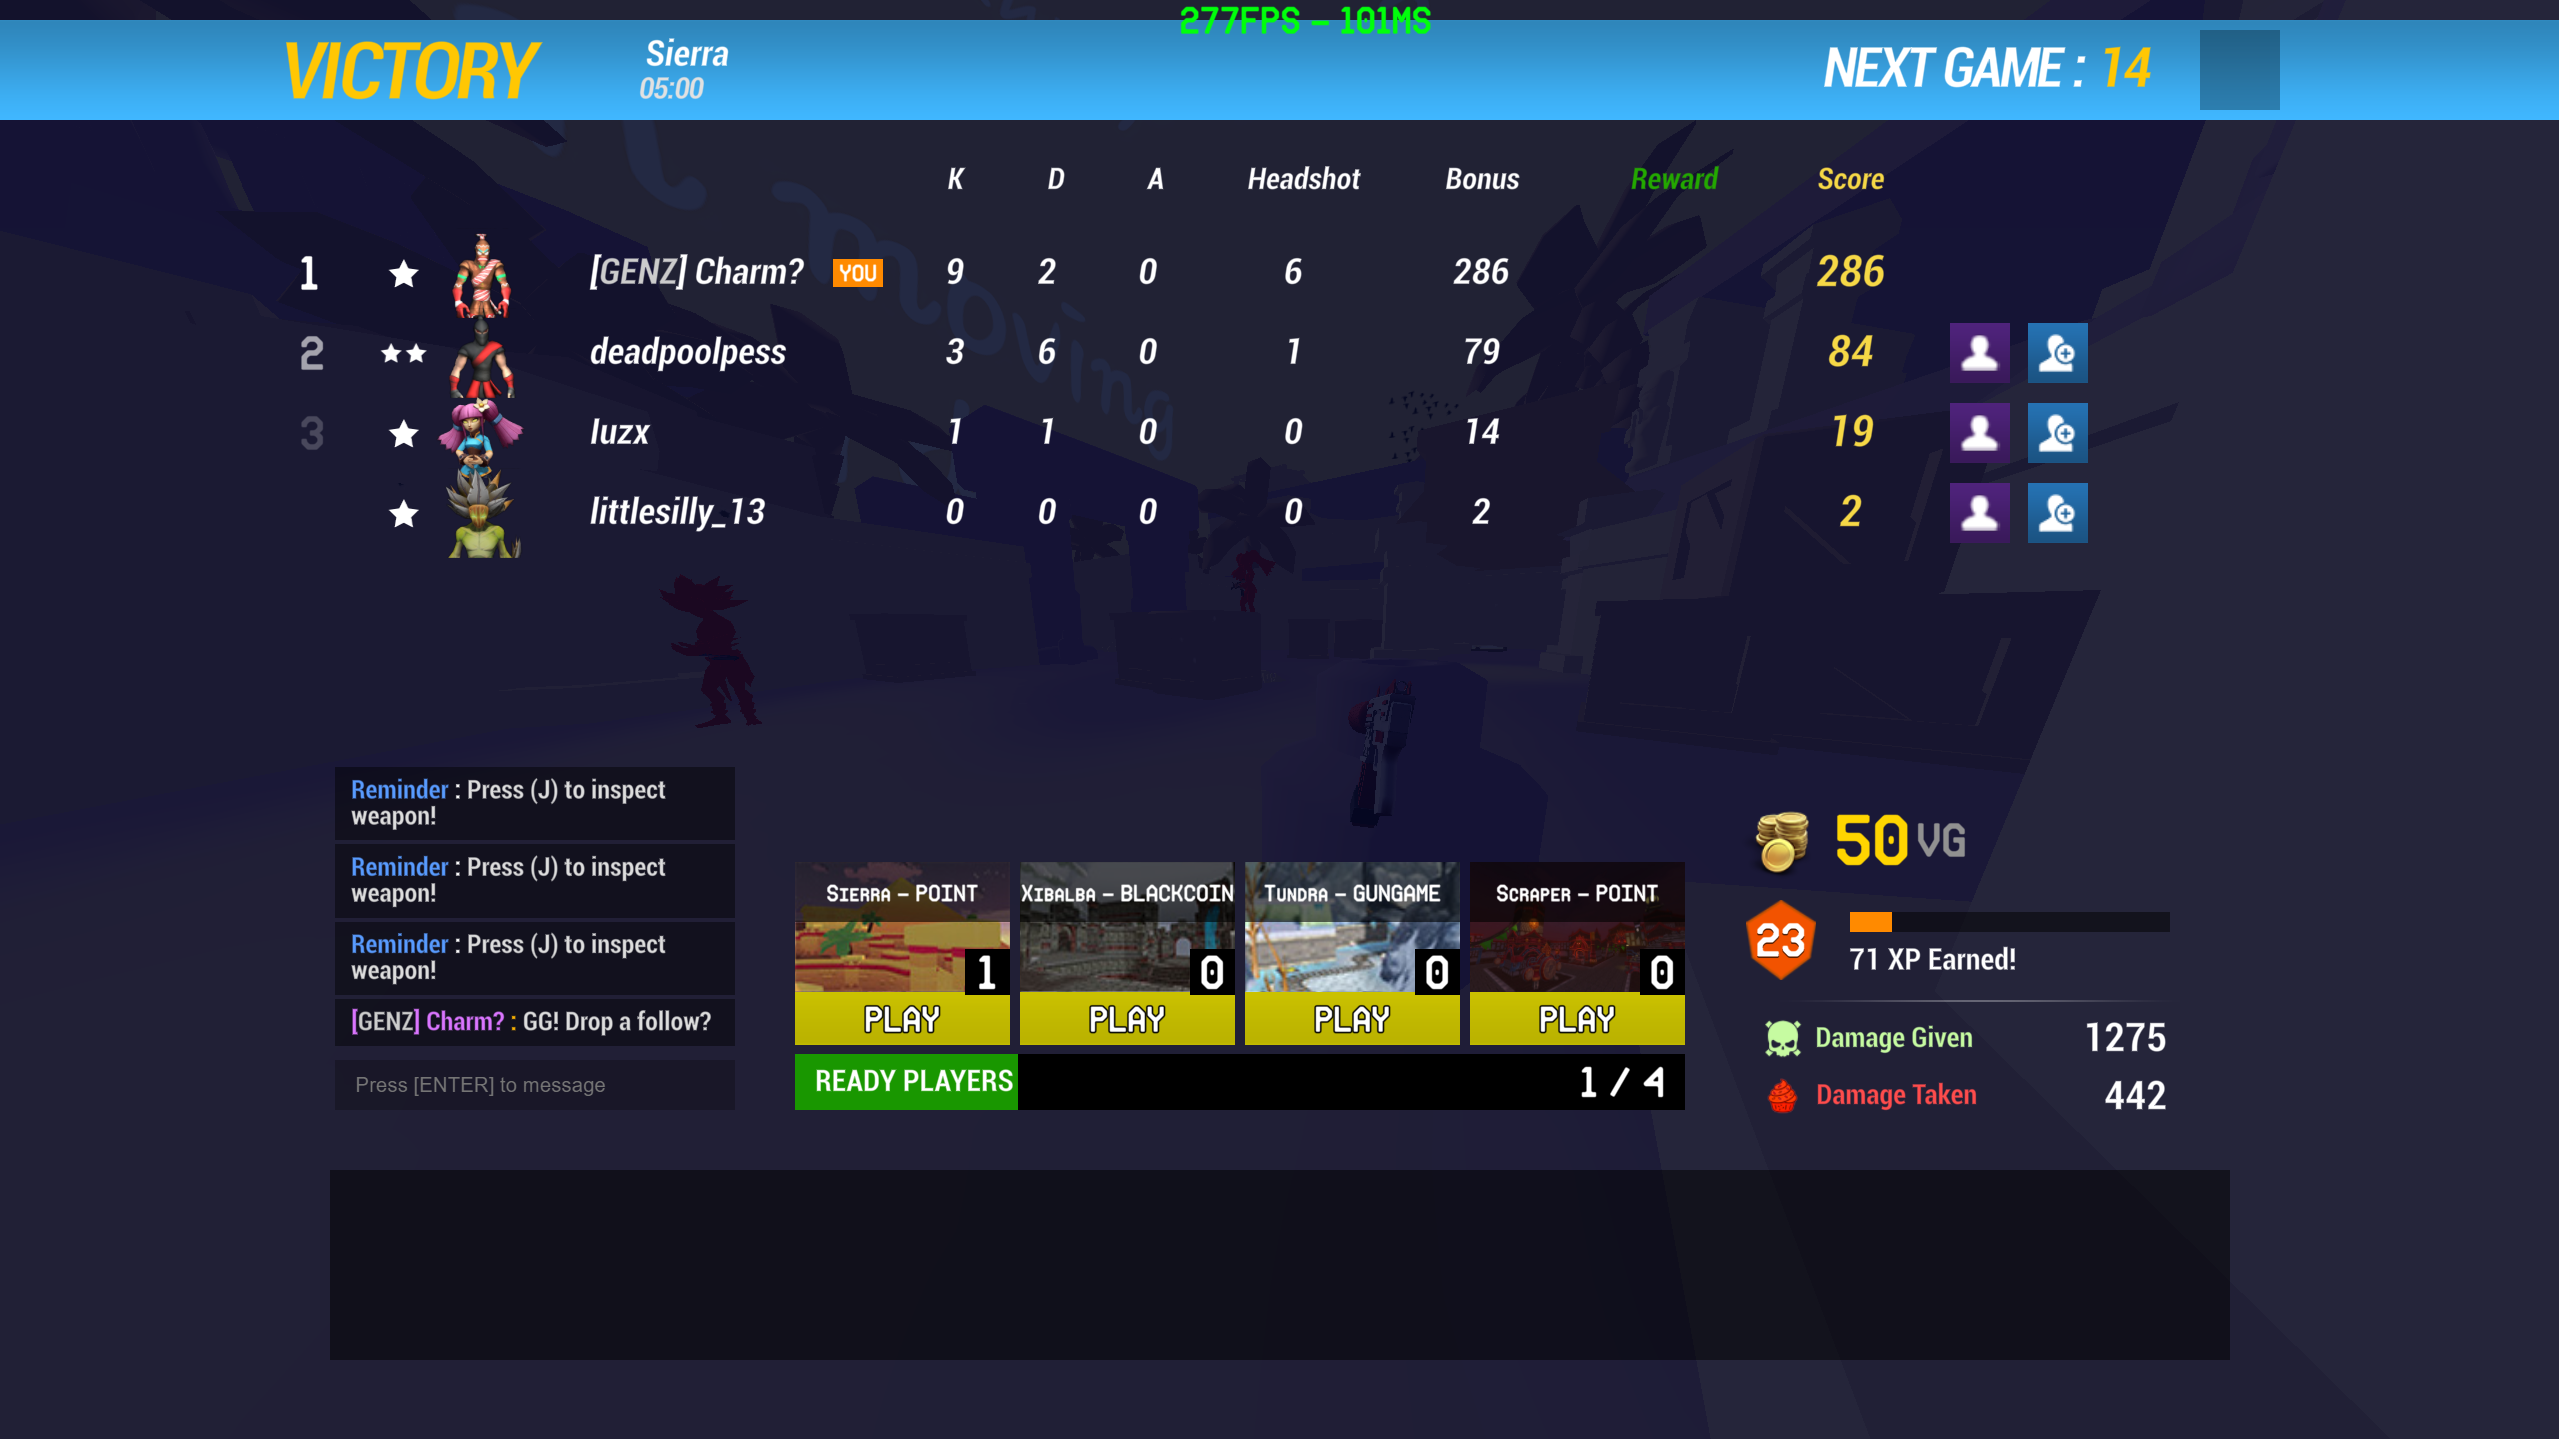 277FPS - 101MS
VICTORY
Sierra
05:00
NEXT GAME : 14
K D A Headshot Bonus Reward Score
1 [GENZ] Charm? YOU 9 2 0 6 286 286
2 deadpoolpess 3 6 0 1 79 84
3 luzx 1 1 0 0 14 19
littlesilly_13 0 0 0 0 2 2
Reminder : Press (J) to inspect
weapon!
Reminder : Press (J) to inspect
weapon!
Reminder : Press (J) to inspect
weapon!
[GENZ] Charm? : GG! Drop a follow?
Press [ENTER] to message
SIERRA - POINT
1
PLAY
XIBALBA - BLACKCOIN
0
PLAY
TUNDRA - GUNGAME
0
PLAY
SCRAPER - POINT
0
PLAY
READY PLAYERS 1 / 4
50 VG
23
71 XP Earned!
Damage Given 1275
Damage Taken 442
moving